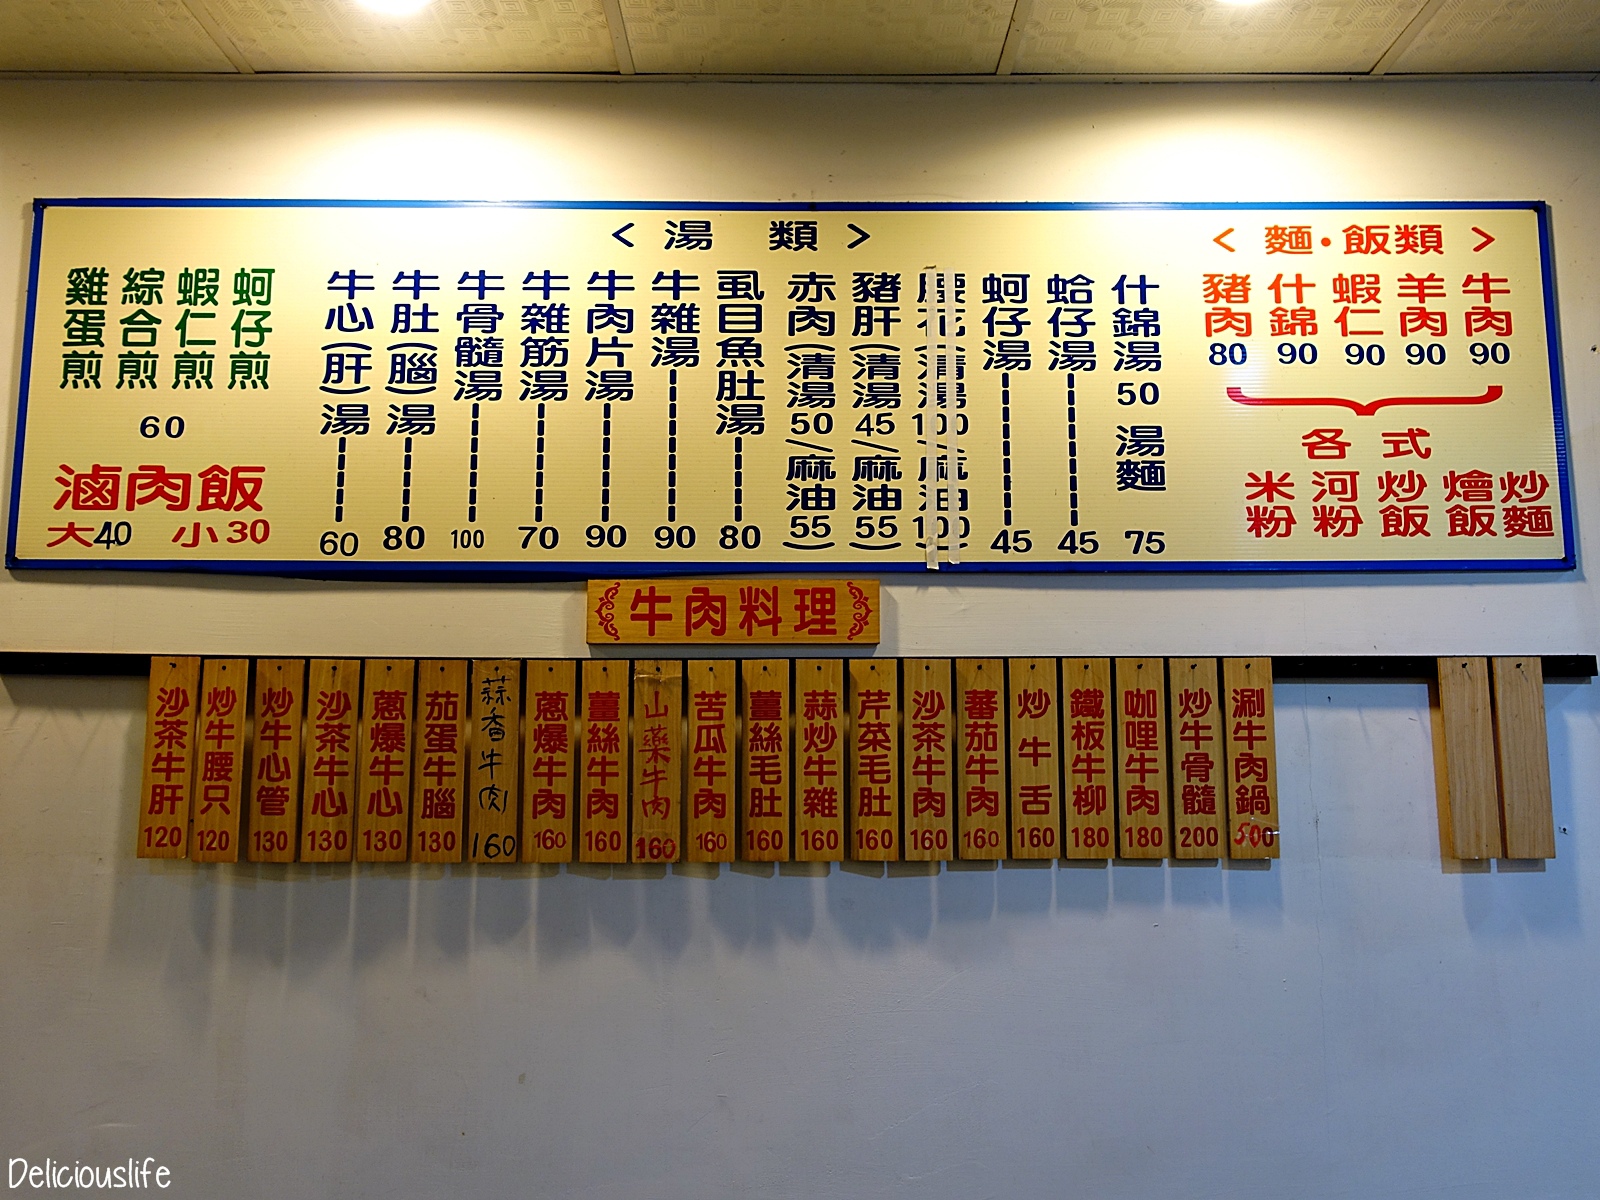 < 麵・飯類 >
牛肉 90
羊肉 90
蝦仁 90
什錦 90
豬肉 80
各式
炒麵
燴飯
炒飯
河粉
米粉
< 湯類 >
什錦湯 50 湯麵 75
蛤仔湯 45
蚵仔湯 45
腰花(清湯100/麻油100)
豬肝(清湯45/麻油55)
赤肉(清湯50/麻油55)
虱目魚肚湯 80
牛雜湯 90
牛肉片湯 90
牛雜筋湯 70
牛骨髓湯 100
牛肚(腦)湯 80
牛心(肝)湯 60
蚵仔煎
蝦仁煎
綜合煎
雞蛋煎
60
滷肉飯
大40 小30
牛肉料理
涮牛肉鍋 500
炒牛骨髓 200
咖哩牛肉 180
鐵板牛柳 180
炒牛舌 160
蕃茄牛肉 160
沙茶牛肉 160
芹菜毛肚 160
蒜炒牛雜 160
薑絲毛肚 160
苦瓜牛肉 160
山藥牛肉 160
薑絲牛肉 160
蔥爆牛肉 160
蒜香牛肉 160
茄蛋牛腦 130
蔥爆牛心 130
沙茶牛心 130
炒牛心管 130
炒牛腰只 120
沙茶牛肝 120
Deliciouslife